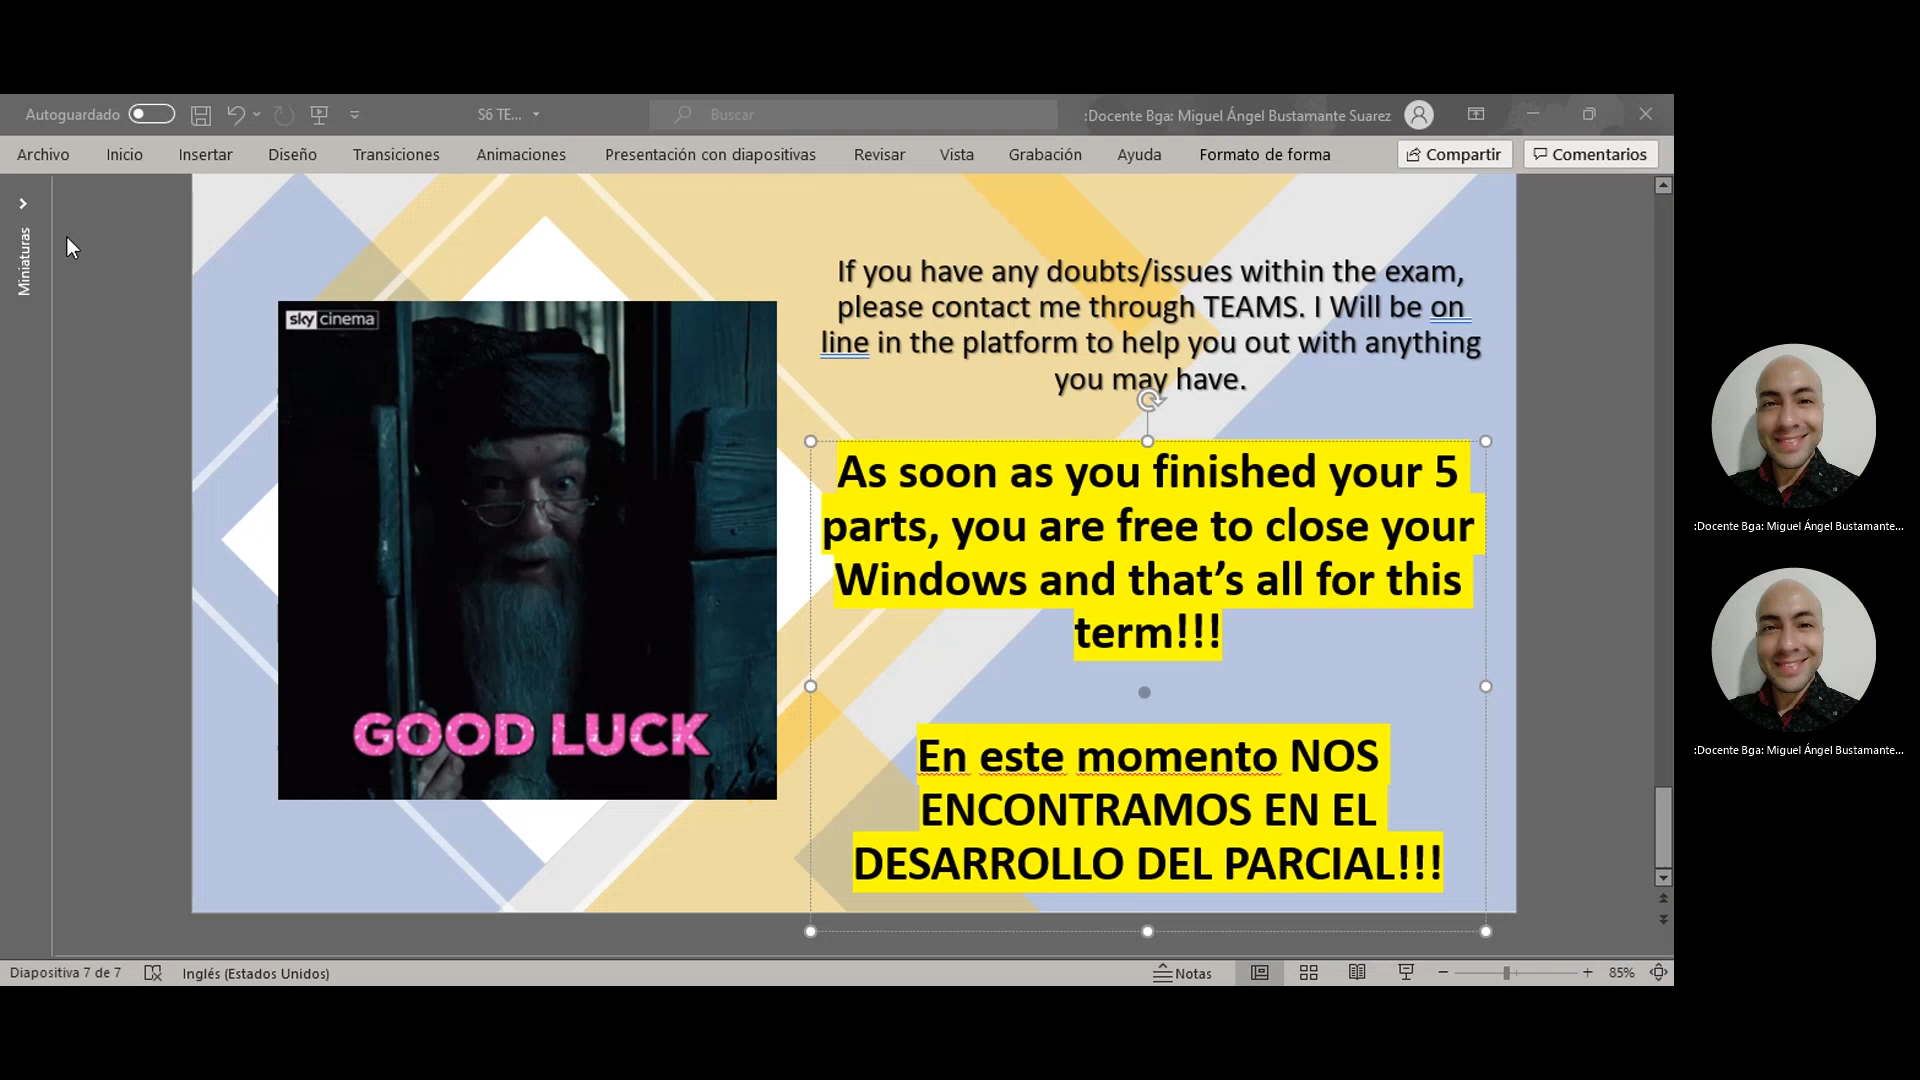 Autoguardado
S6 TE...
Buscar
:Docente Bga: Miguel Ángel Bustamante Suarez
Archivo
Inicio
Insertar
Diseño
Transiciones
Animaciones
Presentación con diapositivas
Revisar
Vista
Grabación
Ayuda
Formato de forma
Compartir
Comentarios
Miniaturas
sky cinema
GOOD LUCK
If you have any doubts/issues within the exam,
please contact me through TEAMS. I Will be on
line in the platform to help you out with anything
you may have.
As soon as you finished your 5
parts, you are free to close your
Windows and that’s all for this
term!!!
En este momento NOS
ENCONTRAMOS EN EL
DESARROLLO DEL PARCIAL!!!
:Docente Bga: Miguel Ángel Bustamante...
:Docente Bga: Miguel Ángel Bustamante...
Diapositiva 7 de 7
Inglés (Estados Unidos)
Notas
85%